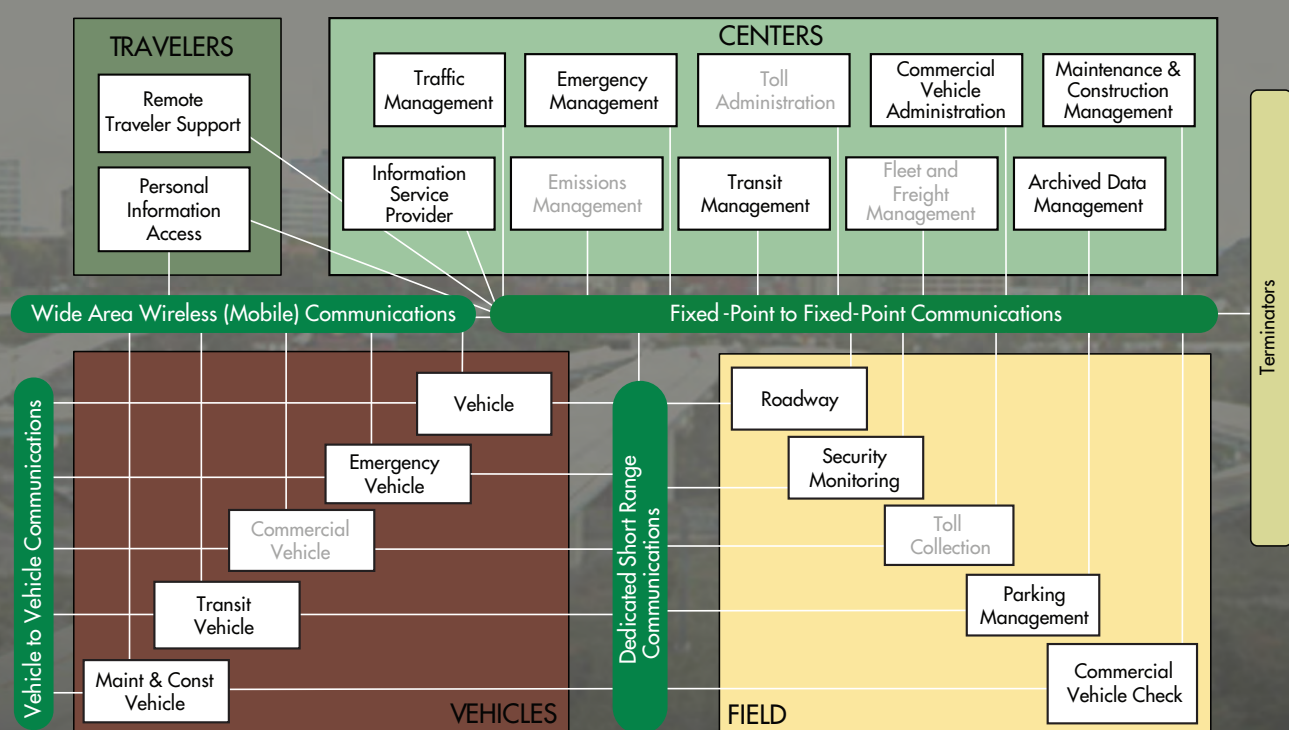 TRAVELERS
Remote
Traveler Support
Personal
Information
Access
CENTERS
Traffic
Management
Emergency
Management
Toll
Administration
Commercial
Vehicle
Administration
Maintenance &
Construction
Management
Information
Service
Provider
Emissions
Management
Transit
Management
Fleet and
Freight
Management
Archived Data
Management
Wide Area Wireless (Mobile) Communications
Fixed -Point to Fixed-Point Communications
Terminators
Vehicle to Vehicle Communications
Vehicle
Emergency
Vehicle
Commercial
Vehicle
Transit
Vehicle
Maint & Const
Vehicle
VEHICLES
Dedicated Short Range
Communications
Roadway
Security
Monitoring
Toll
Collection
Parking
Management
Commercial
Vehicle Check
FIELD